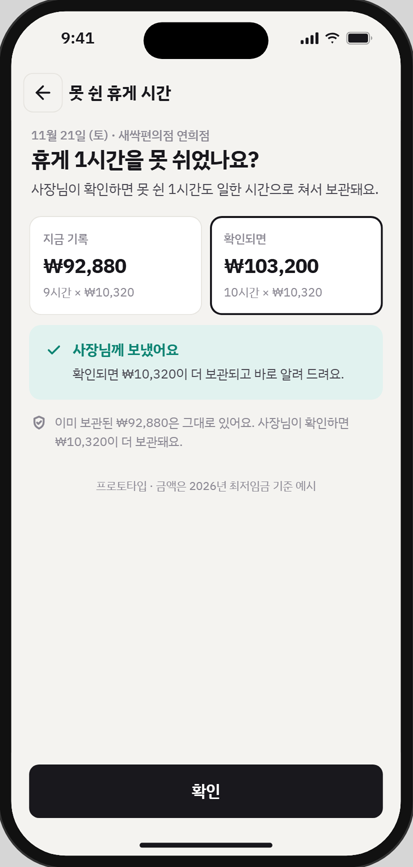 9:41
못 쉰 휴게 시간
11월 21일 (토) · 새싹편의점 연희점
휴게 1시간을 못 쉬었나요?
사장님이 확인하면 못 쉰 1시간도 일한 시간으로 쳐서 보관돼요.
지금 기록
₩92,880
9시간 × ₩10,320
확인되면
₩103,200
10시간 × ₩10,320
사장님께 보냈어요
확인되면 ₩10,320이 더 보관되고 바로 알려 드려요.
이미 보관된 ₩92,880은 그대로 있어요. 사장님이 확인하면
₩10,320이 더 보관돼요.
프로토타입 · 금액은 2026년 최저임금 기준 예시
확인